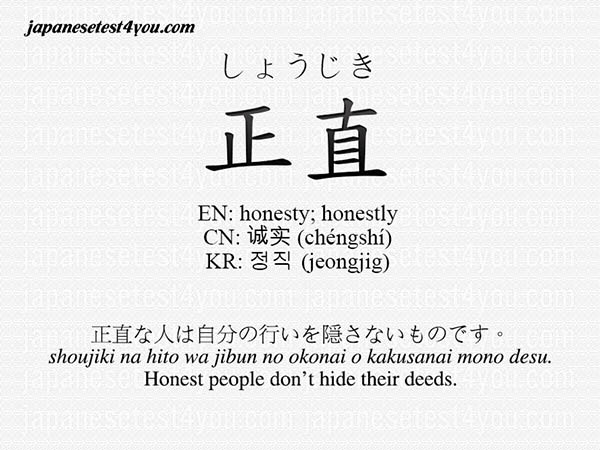 japanesetest4you.com
しょうじき
正直
EN: honesty; honestly
CN: 诚实 (chéngshí)
KR: 정직 (jeongjig)
正直な人は自分の行いを隠さないものです。
shoujiki na hito wa jibun no okonai o kakusanai mono desu.
Honest people don't hide their deeds.